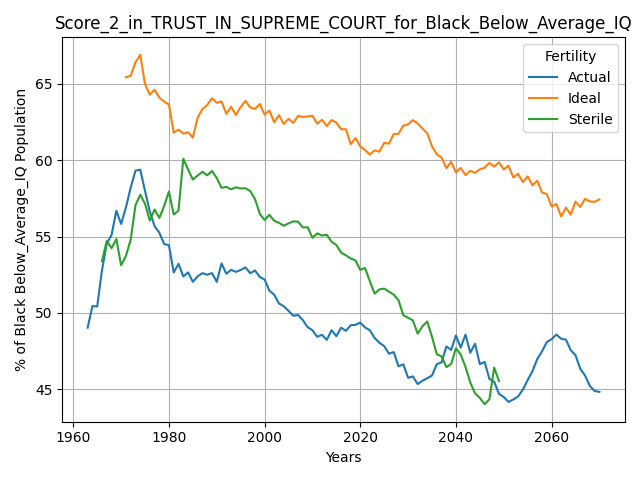 Score_2_in_TRUST_IN_SUPREME_COURT_for_Black_Below_Average_IQ
Fertility
Actual
Ideal
Sterile
% of Black Below_Average_IQ Population
65
60
55
50
45
1960
1980
2000
2020
2040
2060
Years